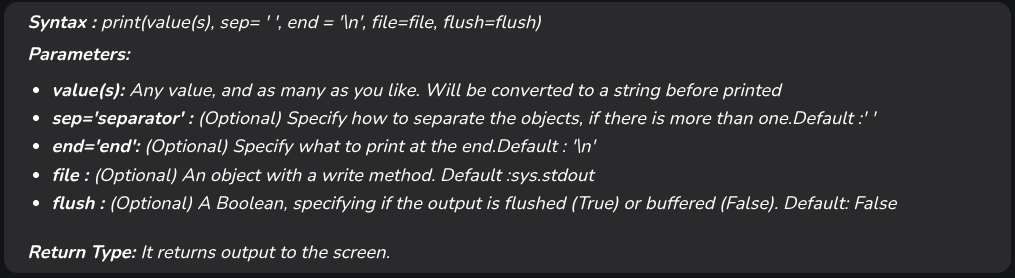 Syntax : print(value(s), sep= ' ', end = '\n', file=file, flush=flush)
Parameters:
• value(s): Any value, and as many as you like. Will be converted to a string before printed
• sep='separator' : (Optional) Specify how to separate the objects, if there is more than one.Default :' '
• end='end': (Optional) Specify what to print at the end.Default : '\n'
• file : (Optional) An object with a write method. Default :sys.stdout
• flush : (Optional) A Boolean, specifying if the output is flushed (True) or buffered (False). Default: False
Return Type: It returns output to the screen.